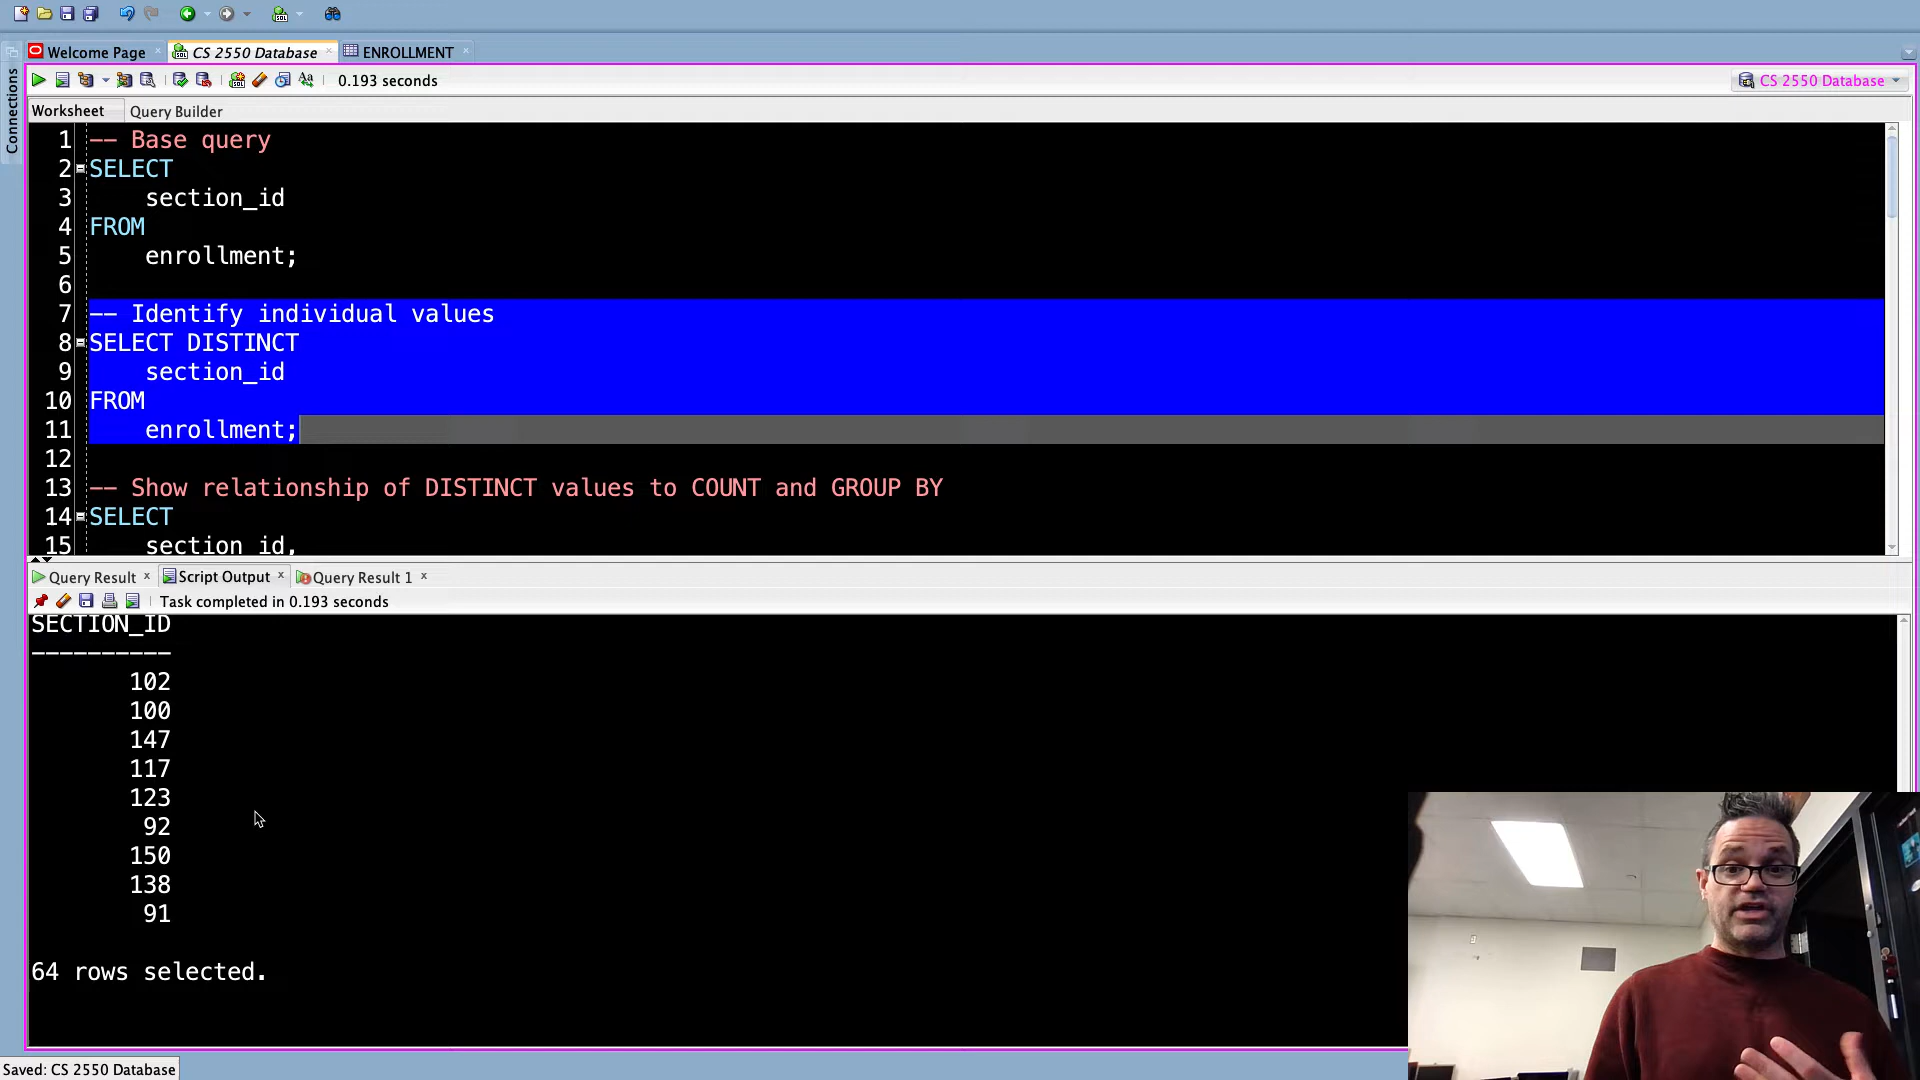 Welcome Page
CS 2550 Database
ENROLLMENT
Connections
0.193 seconds
CS 2550 Database
Worksheet
Query Builder
1 -- Base query
2 SELECT
3 section_id
4 FROM
5 enrollment;
6
7 -- Identify individual values
8 SELECT DISTINCT
9 section_id
10 FROM
11 enrollment;
12
13 -- Show relationship of DISTINCT values to COUNT and GROUP BY
14 SELECT
15 section_id,
Query Result
Script Output
Query Result 1
Task completed in 0.193 seconds
SECTION_ID
----------
102
100
147
117
123
92
150
138
91
64 rows selected.
Saved: CS 2550 Database